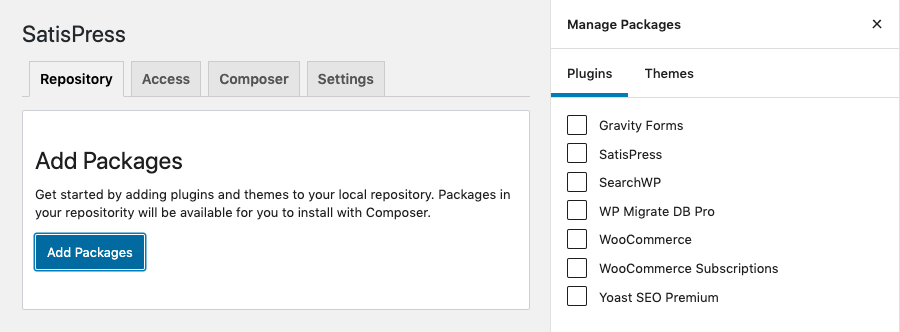 SatisPress
Repository
Access
Composer
Settings
Add Packages
Get started by adding plugins and themes to your local repository. Packages in
your repositority will be available for you to install with Composer.
Add Packages
Manage Packages
Plugins
Themes
Gravity Forms
SatisPress
SearchWP
WP Migrate DB Pro
WooCommerce
WooCommerce Subscriptions
Yoast SEO Premium